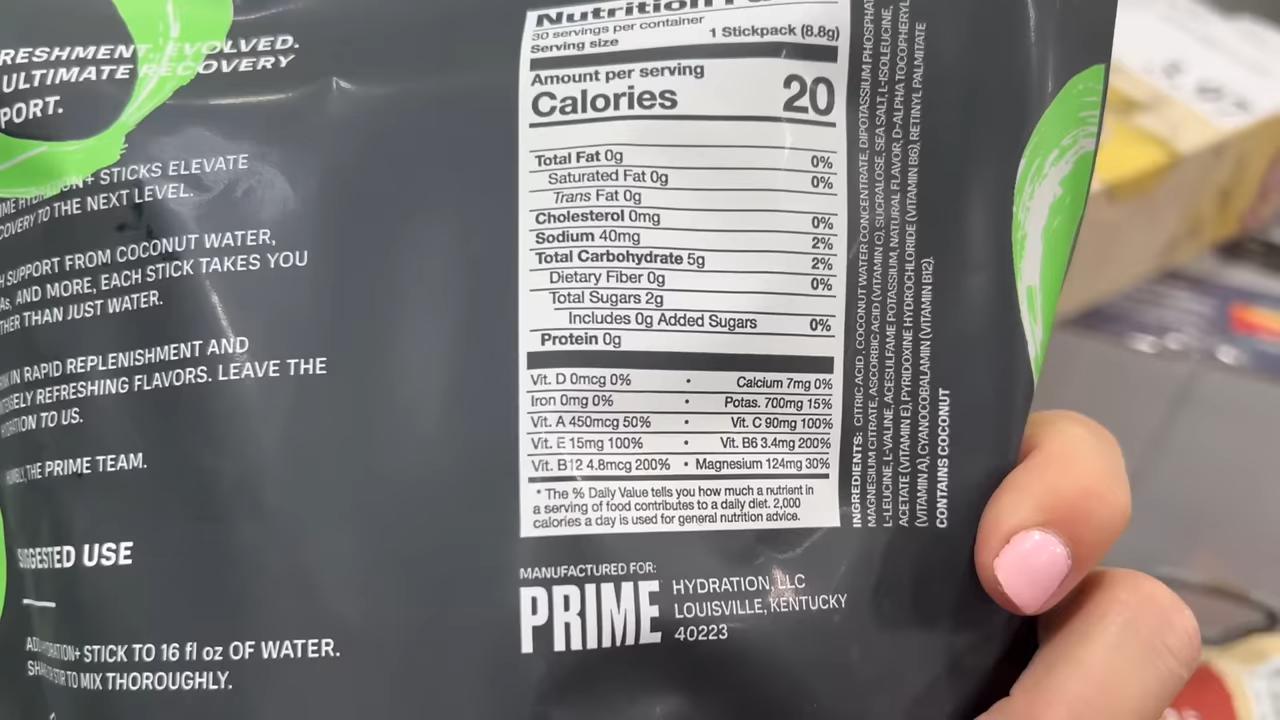 RESHMENT, EVOLVED.
ULTIMATE RECOVERY
PORT.
STICKS ELEVATE
TO THE NEXT LEVEL.
SUPPORT FROM COCONUT WATER,
AND MORE, EACH STICK TAKES YOU
THER THAN JUST WATER.
IN RAPID REPLENISHMENT AND
REFRESHING FLAVORS. LEAVE THE
TO US.
THE PRIME TEAM.
SUGGESTED USE
STICK TO 16 fl oz OF WATER.
TO MIX THOROUGHLY.
Nutrition
30 servings per container
Serving size 1 Stickpack (8.8g)
Amount per serving
Calories 20
Total Fat 0g 0%
Saturated Fat 0g 0%
Trans Fat 0g
Cholesterol 0mg 0%
Sodium 40mg 2%
Total Carbohydrate 5g 2%
Dietary Fiber 0g 0%
Total Sugars 2g
Includes 0g Added Sugars 0%
Protein 0g
Vit. D 0mcg 0% • Calcium 7mg 0%
Iron 0mg 0% • Potas. 700mg 15%
Vit. A 450mcg 50% Vit. C 90mg 100%
Vit. E 15mg 100% • Vit. B6 3.4mg 200%
Vit. B12 4.8mcg 200% • Magnesium 124mg 30%
* The % Daily Value tells you how much a nutrient in
a serving of food contributes to a daily diet. 2,000
calories a day is used for general nutrition advice.
MANUFACTURED FOR:
PRIME HYDRATION, LLC
LOUISVILLE, KENTUCKY
40223
INGREDIENTS: CITRIC ACID, COCONUT WATER CONCENTRATE, DIPOTASSIUM PHOSPHAT
MAGNESIUM CITRATE, ASCORBIC ACID (VITAMIN C), SUCRALOSE, SEA SALT, L-ISOLEUCINE,
L-LEUCINE, L-VALINE, ACESULFAME POTASSIUM, NATURAL FLAVOR, D-ALPHA TOCOPHERYL
ACETATE (VITAMIN E), PYRIDOXINE HYDROCHLORIDE (VITAMIN B6), RETINYL PALMITATE
(VITAMIN A), CYANOCOBALAMIN (VITAMIN B12).
CONTAINS COCONUT